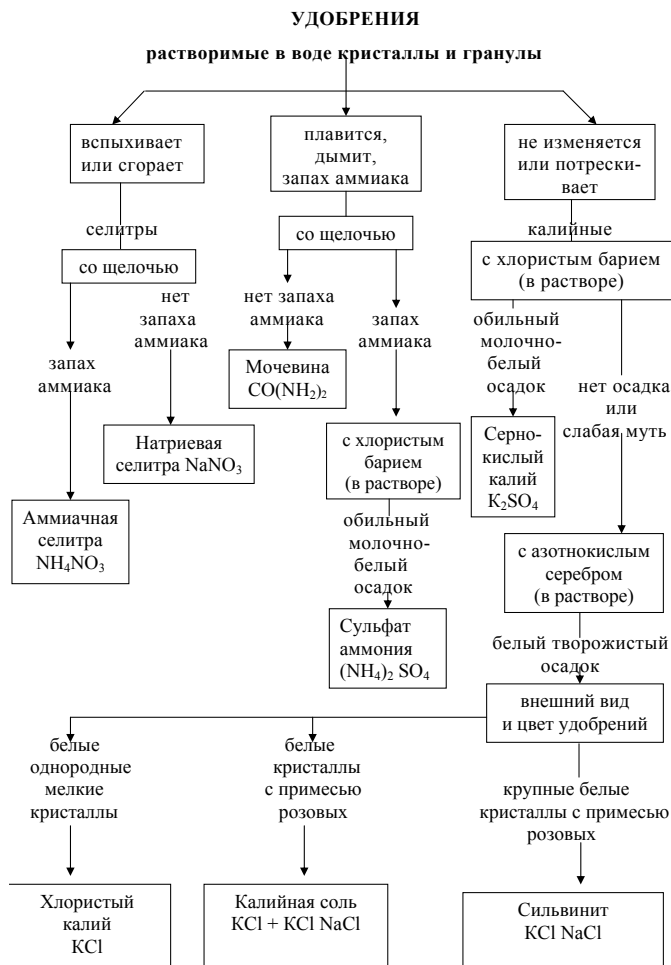 УДОБРЕНИЯ
растворимые в воде кристаллы и гранулы
вспыхивает
или сгорает
плавится,
дымит,
запах аммиака
не изменяется
или потрески-
вает
селитры
со щелочью
со щелочью
калийные
с хлористым барием
(в растворе)
запах
аммиака
нет
запаха
аммиака
нет запаха
аммиака
запах
аммиака
обильный
молочно-
белый
осадок
нет осадка
или
слабая муть
Мочевина
CO(NH₂)₂
Натриевая
селитра NaNO₃
с хлористым
барием
(в растворе)
Серно-
кислый
калий
K₂SO₄
Аммиачная
селитра
NH₄NO₃
обильный
молочно-
белый
осадок
с азотнокислым
серебром
(в растворе)
Сульфат
аммония
(NH₄)₂ SO₄
белый творожистый
осадок
внешний вид
и цвет удобрений
белые
однородные
мелкие
кристаллы
белые
кристаллы
с примесью
розовых
крупные белые
кристаллы с примесью
розовых
Хлористый
калий
KCl
Калийная соль
KCl + KCl NaCl
Сильвинит
KCl NaCl